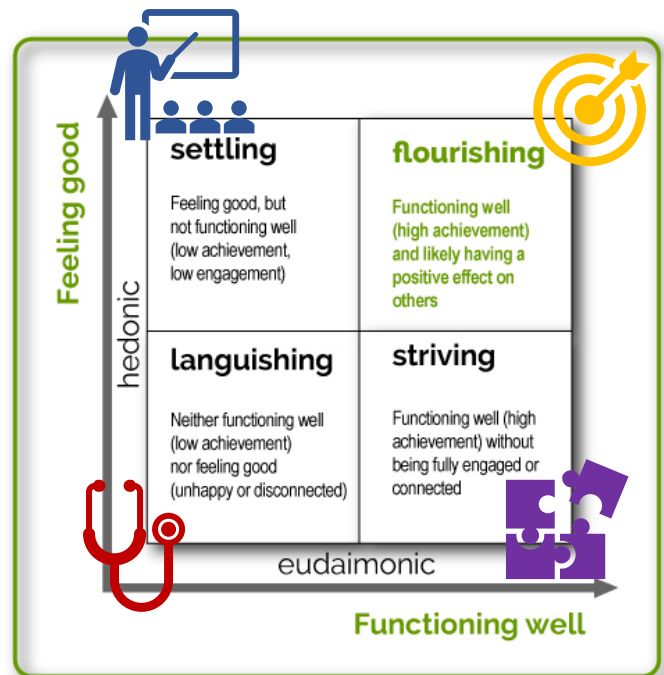 Feeling good
hedonic
settling
Feeling good, but
not functioning well
(low achievement,
low engagement)
flourishing
Functioning well
(high achievement)
and likely having a
positive effect on
others
languishing
Neither functioning well
(low achievement)
nor feeling good
(unhappy or disconnected)
striving
Functioning well (high
achievement) without
being fully engaged or
connected
eudaimonic
Functioning well